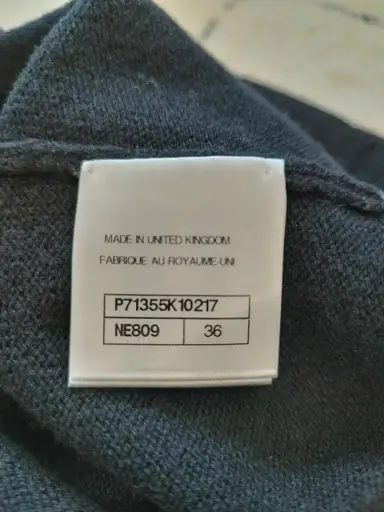 MADE IN UNITED KINGDOM
FABRIQUE AU ROYAUME-UNI
P71355K10217
NE809 36